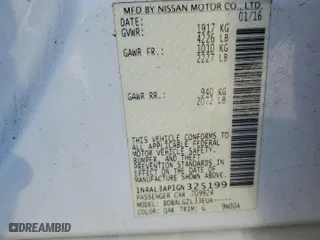 MFD BY NISSAN MOTOR CO., LTD.
DATE: 01/16
GVWR: 1917 KG
4226 LB
GAWR FR: 1010 KG
2227 LB
GAWR RR: 940 KG
2072 LB
THIS VEHICLE CONFORMS TO ALL
APPLICABLE FEDERAL
MOTOR VEHICLE SAFETY,
BUMPER, AND THEFT
PREVENTION STANDARDS
IN EFFECT ON THE DATE OF
MANUFACTURE SHOWN ABOVE.
1N4AL3AP1GN325199
PASSENGER CAR
MODEL:
COLOR: QAK TRIM: G